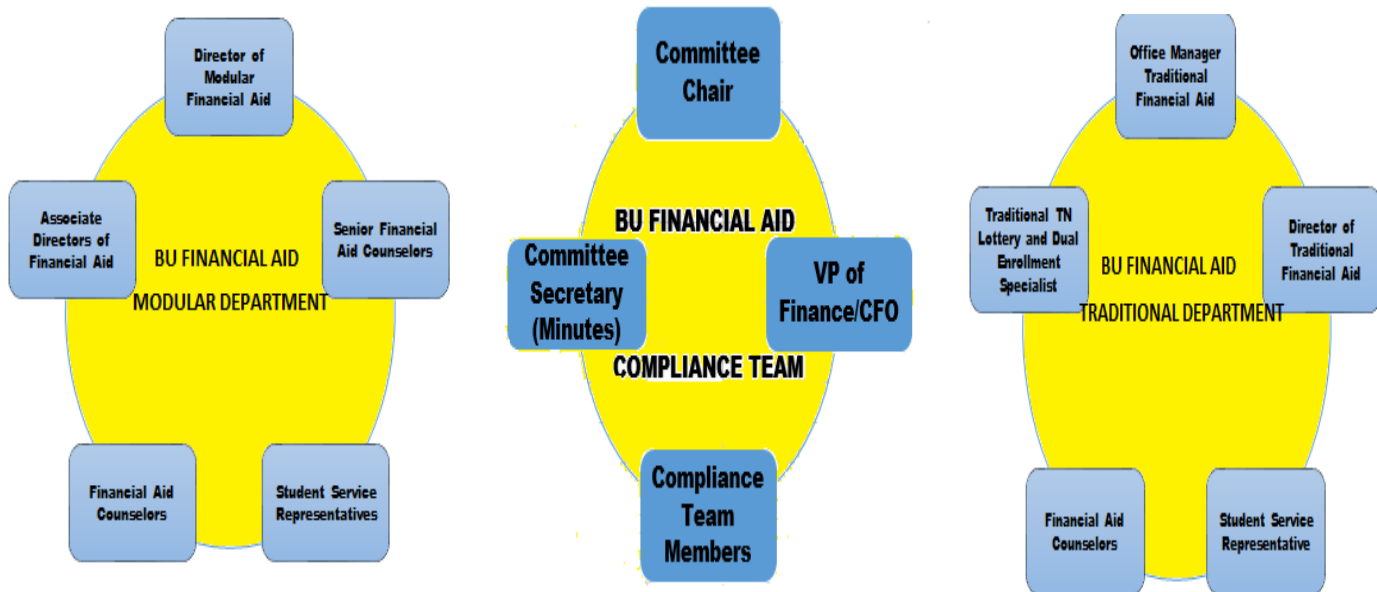 Director of
Modular
Financial Aid
Associate
Directors of
Financial Aid
Senior Financial
Aid Counselors
BU FINANCIAL AID
MODULAR DEPARTMENT
Financial Aid
Counselors
Student Service
Representatives
Committee
Chair
BU FINANCIAL AID
Committee
Secretary
(Minutes)
VP of
Finance/CFO
COMPLIANCE TEAM
Compliance
Team
Members
Office Manager
Traditional
Financial Aid
Traditional TN
Lottery and Dual
Enrollment
Specialist
Director of
Traditional
Financial Aid
BU FINANCIAL AID
TRADITIONAL DEPARTMENT
Financial Aid
Counselors
Student Service
Representative